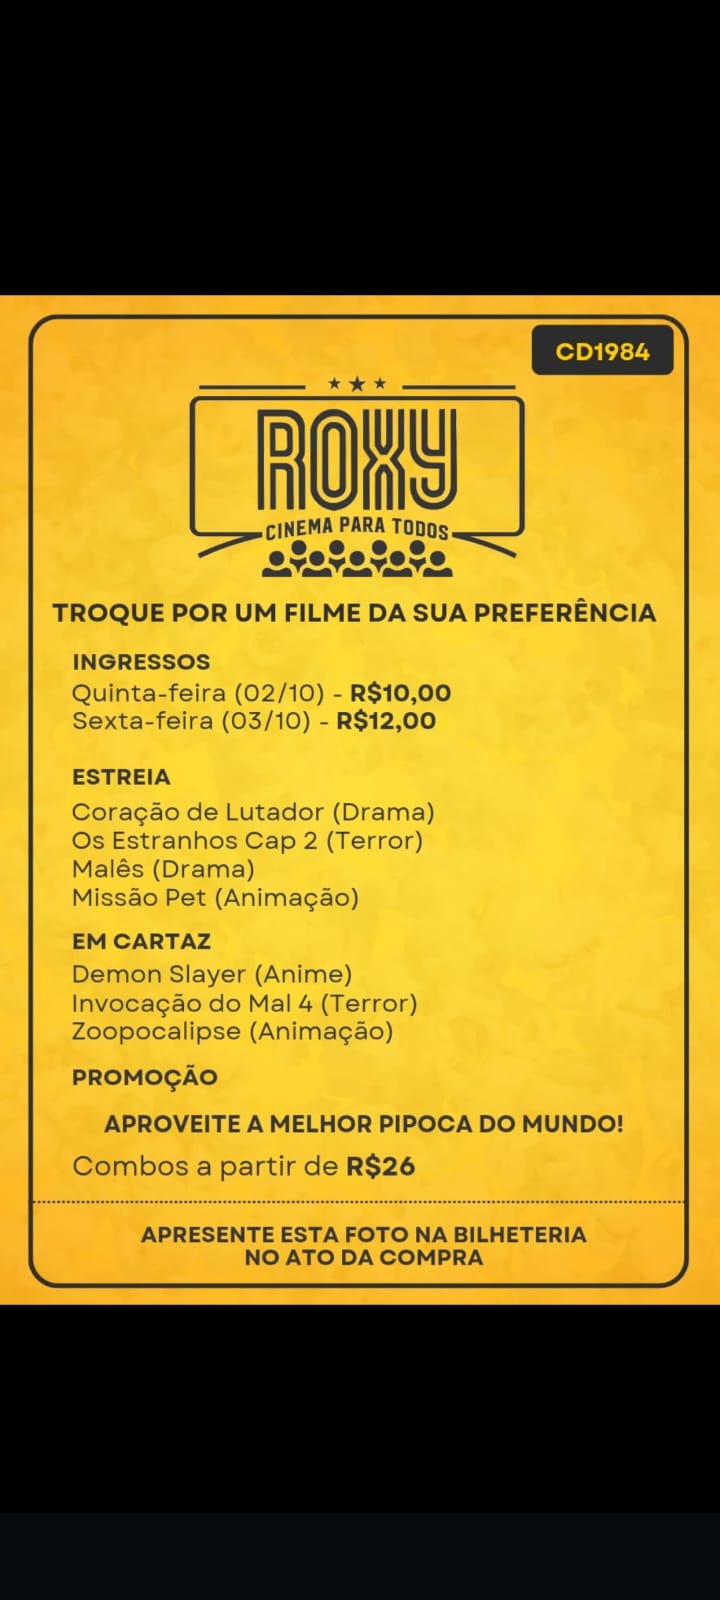 CD1984
ROXY
CINEMA PARA TODOS
TROQUE POR UM FILME DA SUA PREFERÊNCIA
INGRESSOS
Quinta-feira (02/10) - R$10,00
Sexta-feira (03/10) - R$12,00
ESTREIA
Coração de Lutador (Drama)
Os Estranhos Cap 2 (Terror)
Malês (Drama)
Missão Pet (Animação)
EM CARTAZ
Demon Slayer (Anime)
Invocação do Mal 4 (Terror)
Zoopocalipse (Animação)
PROMOÇÃO
APROVEITE A MELHOR PIPOCA DO MUNDO!
Combos a partir de R$26
APRESENTE ESTA FOTO NA BILHETERIA
NO ATO DA COMPRA